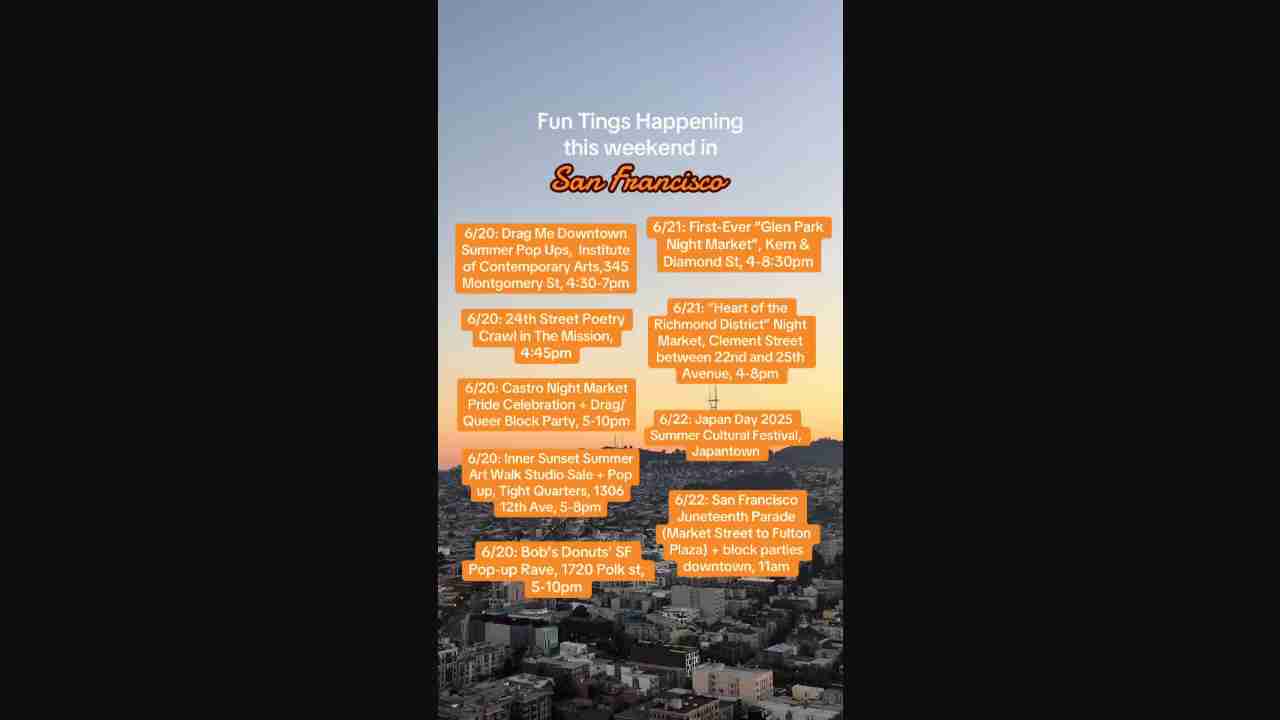 Fun Tings Happening
this weekend in
San Francisco
6/20: Drag Me Downtown
Summer Pop Ups, Institute
of Contemporary Arts,345
Montgomery St, 4:30-7pm
6/20: 24th Street Poetry
Crawl in The Mission,
4:45pm
6/20: Castro Night Market
Pride Celebration + Drag/
Queer Block Party, 5-10pm
6/20: Inner Sunset Summer
Art Walk Studio Sale + Pop
up, Tight Quarters, 1306
12th Ave, 5-8pm
6/20: Bob's Donuts' SF
Pop-up Rave, 1720 Polk st,
5-10pm
6/21: First-Ever "Glen Park
Night Market", Kern &
Diamond St, 4-8:30pm
6/21: "Heart of the
Richmond District" Night
Market, Clement Street
between 22nd and 25th
Avenue, 4-8pm
6/22: Japan Day 2025
Summer Cultural Festival,
Japantown
6/22: San Francisco
Juneteenth Parade
(Market Street to Fulton
Plaza) + block parties
downtown, 11am